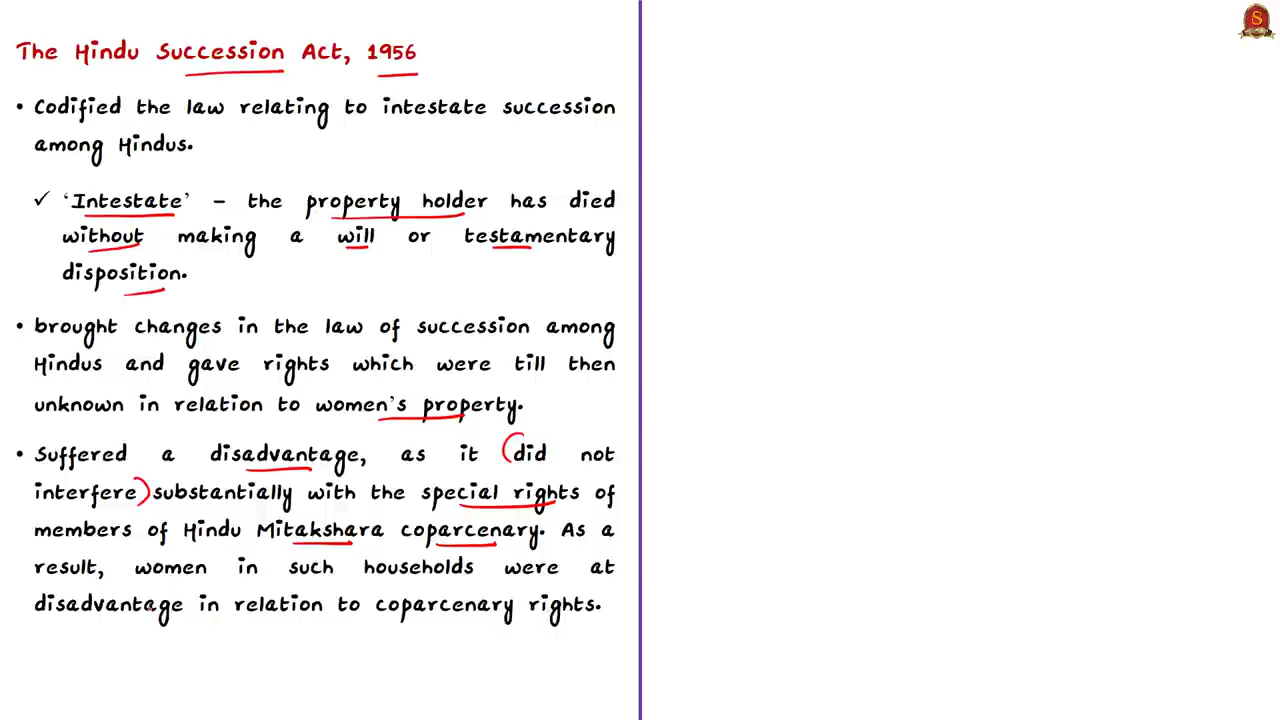 The Hindu Succession Act, 1956
• Codified the law relating to intestate succession
among Hindus.
✓ 'Intestate' – the property holder has died
without making a will or testamentary
disposition.
• brought changes in the law of succession among
Hindus and gave rights which were till then
unknown in relation to women's property.
• Suffered a disadvantage, as it (did not
interfere) substantially with the special rights of
members of Hindu Mitakshara coparcenary. As a
result, women in such households were at
disadvantage in relation to coparcenary rights.
S